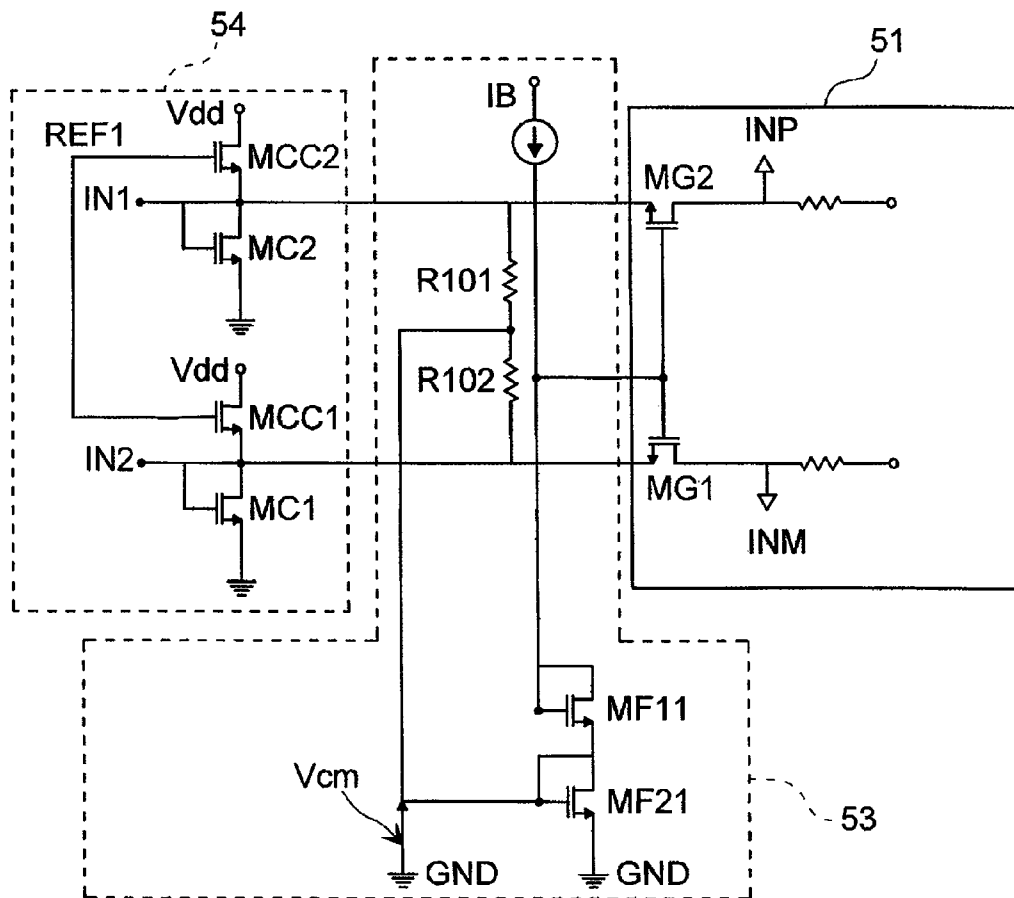 54
51
Vdd
IB
INP
REF1
MCC2
MG2
IN1
MC2
R101
Vdd
R102
MCC1
IN2
MG1
MC1
INM
MF11
Vcm
MF21
53
GND
GND